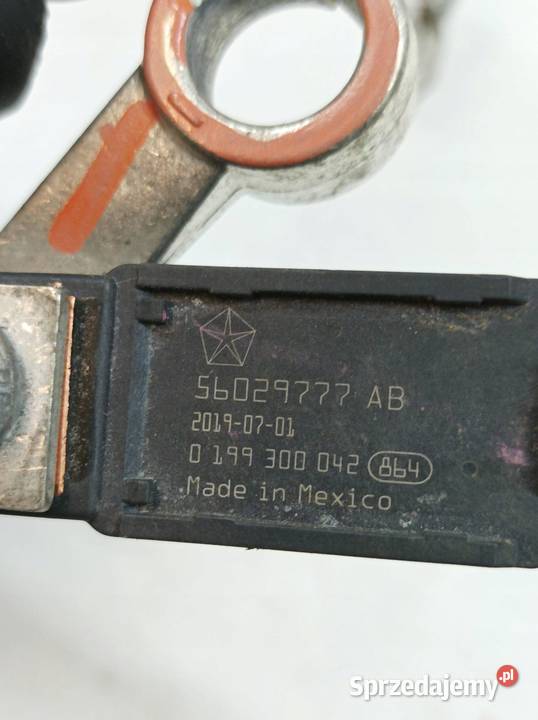 56029777 AB
2019-07-01
0 199 300 042 864
Made in Mexico
Sprzedajemy.pl